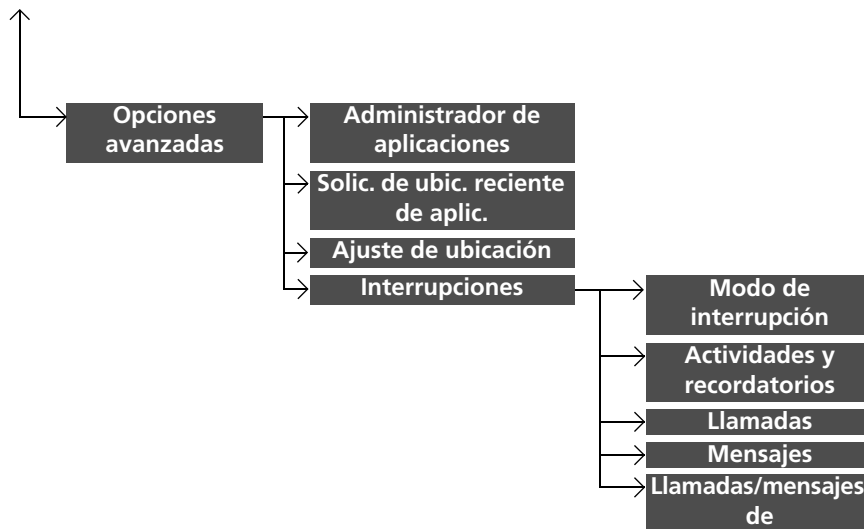 Opciones
avanzadas
Administrador de
aplicaciones
Solic. de ubic. reciente
de aplic.
Ajuste de ubicación
Interrupciones
Modo de
interrupción
Actividades y
recordatorios
Llamadas
Mensajes
Llamadas/mensajes
de